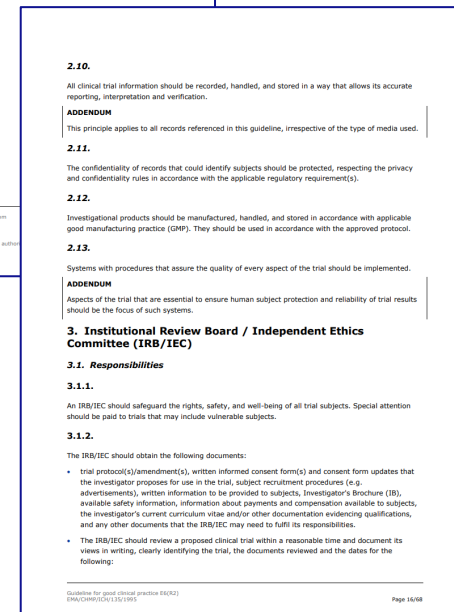 um
author
2.10.
All clinical trial information should be recorded, handled, and stored in a way that allows its accurate
reporting, interpretation and verification.
ADDENDUM
This principle applies to all records referenced in this guideline, irrespective of the type of media used.
2.11.
The confidentiality of records that could identify subjects should be protected, respecting the privacy
and confidentiality rules in accordance with the applicable regulatory requirement(s).
2.12.
Investigational products should be manufactured, handled, and stored in accordance with applicable
good manufacturing practice (GMP). They should be used in accordance with the approved protocol.
2.13.
Systems with procedures that assure the quality of every aspect of the trial should be implemented.
ADDENDUM
Aspects of the trial that are essential to ensure human subject protection and reliability of trial results
should be the focus of such systems.
3. Institutional Review Board / Independent Ethics
Committee (IRB/IEC)
3.1. Responsibilities
3.1.1.
An IRB/IEC should safeguard the rights, safety, and well-being of all trial subjects. Special attention
should be paid to trials that may include vulnerable subjects.
3.1.2.
The IRB/IEC should obtain the following documents:
• trial protocol(s)/amendment(s), written informed consent form(s) and consent form updates that
the investigator proposes for use in the trial, subject recruitment procedures (e.g.
advertisements), written information to be provided to subjects, Investigator's Brochure (IB),
available safety information, information about payments and compensation available to subjects,
the investigator's current curriculum vitae and/or other documentation evidencing qualifications,
and any other documents that the IRB/IEC may need to fulfil its responsibilities.
• The IRB/IEC should review a proposed clinical trial within a reasonable time and document its
views in writing, clearly identifying the trial, the documents reviewed and the dates for the
following:
Guideline for good clinical practice E6(R2)
EMA/CHMP/ICH/135/1995
Page 16/68